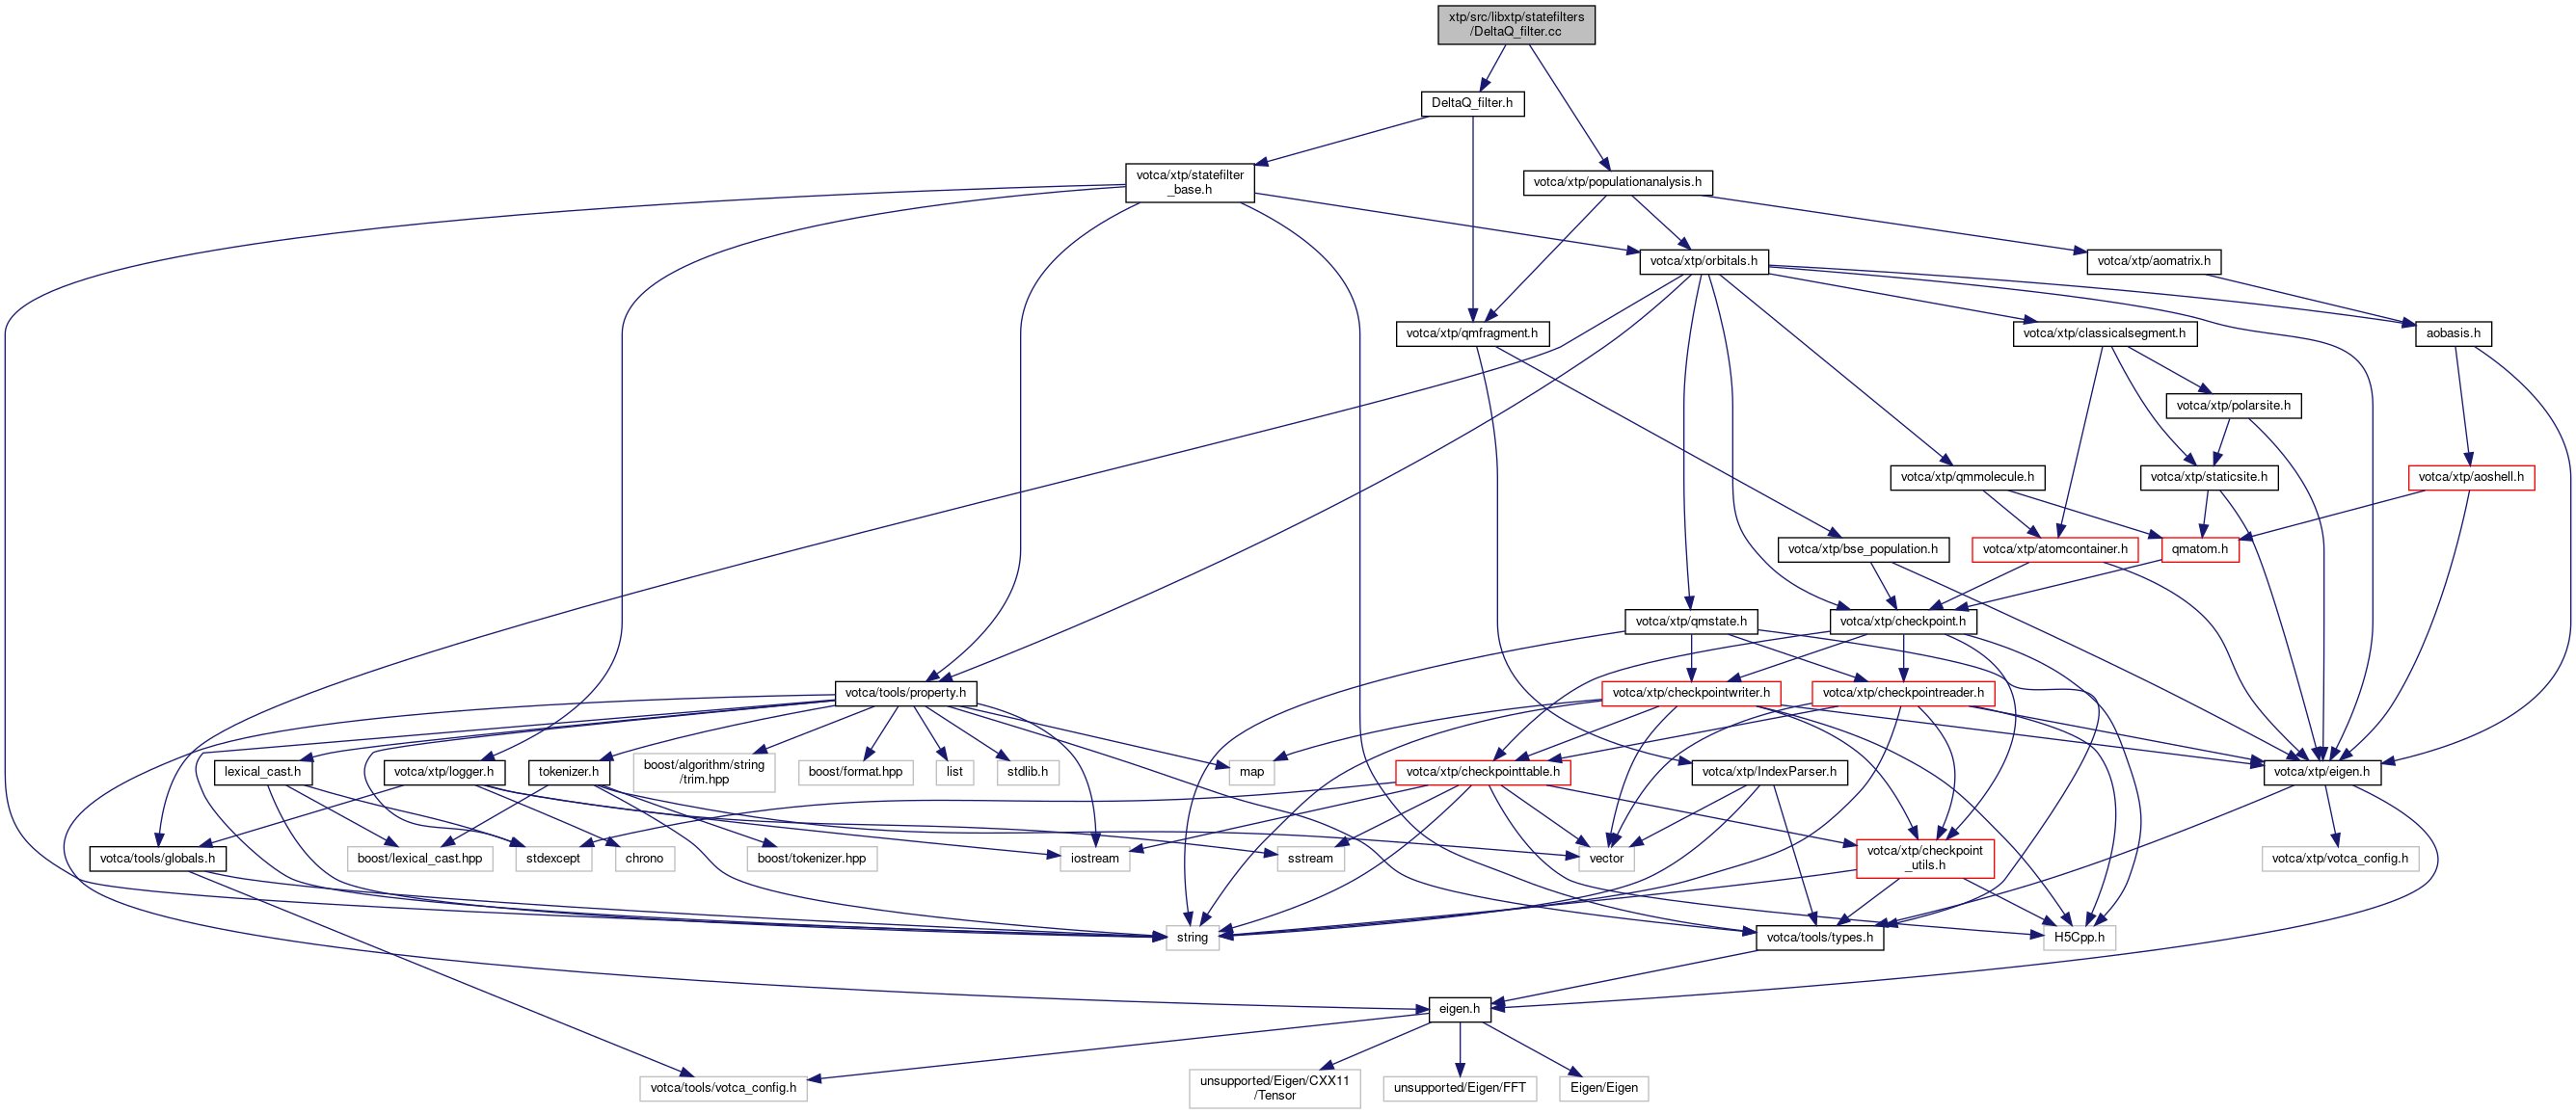 xtp/src/libxtp/statefilters
/DeltaQ_filter.cc
DeltaQ_filter.h
votca/xtp/statefilter
_base.h
votca/xtp/populationanalysis.h
votca/xtp/orbitals.h
votca/xtp/aomatrix.h
votca/xtp/qmfragment.h
votca/xtp/classicalsegment.h
aobasis.h
votca/xtp/polarsite.h
votca/xtp/qmmolecule.h
votca/xtp/staticsite.h
votca/xtp/aoshell.h
votca/xtp/bse_population.h
votca/xtp/atomcontainer.h
qmatom.h
votca/xtp/qmstate.h
votca/xtp/checkpoint.h
votca/tools/property.h
votca/xtp/checkpointwriter.h
votca/xtp/checkpointreader.h
lexical_cast.h
votca/xtp/logger.h
tokenizer.h
boost/algorithm/string
/trim.hpp
boost/format.hpp
list
stdlib.h
map
votca/xtp/checkpointtable.h
votca/xtp/IndexParser.h
votca/xtp/eigen.h
votca/tools/globals.h
boost/lexical_cast.hpp
stdexcept
chrono
boost/tokenizer.hpp
iostream
sstream
vector
votca/xtp/checkpoint
_utils.h
votca/xtp/votca_config.h
string
votca/tools/types.h
H5Cpp.h
eigen.h
votca/tools/votca_config.h
unsupported/Eigen/CXX11
/Tensor
unsupported/Eigen/FFT
Eigen/Eigen